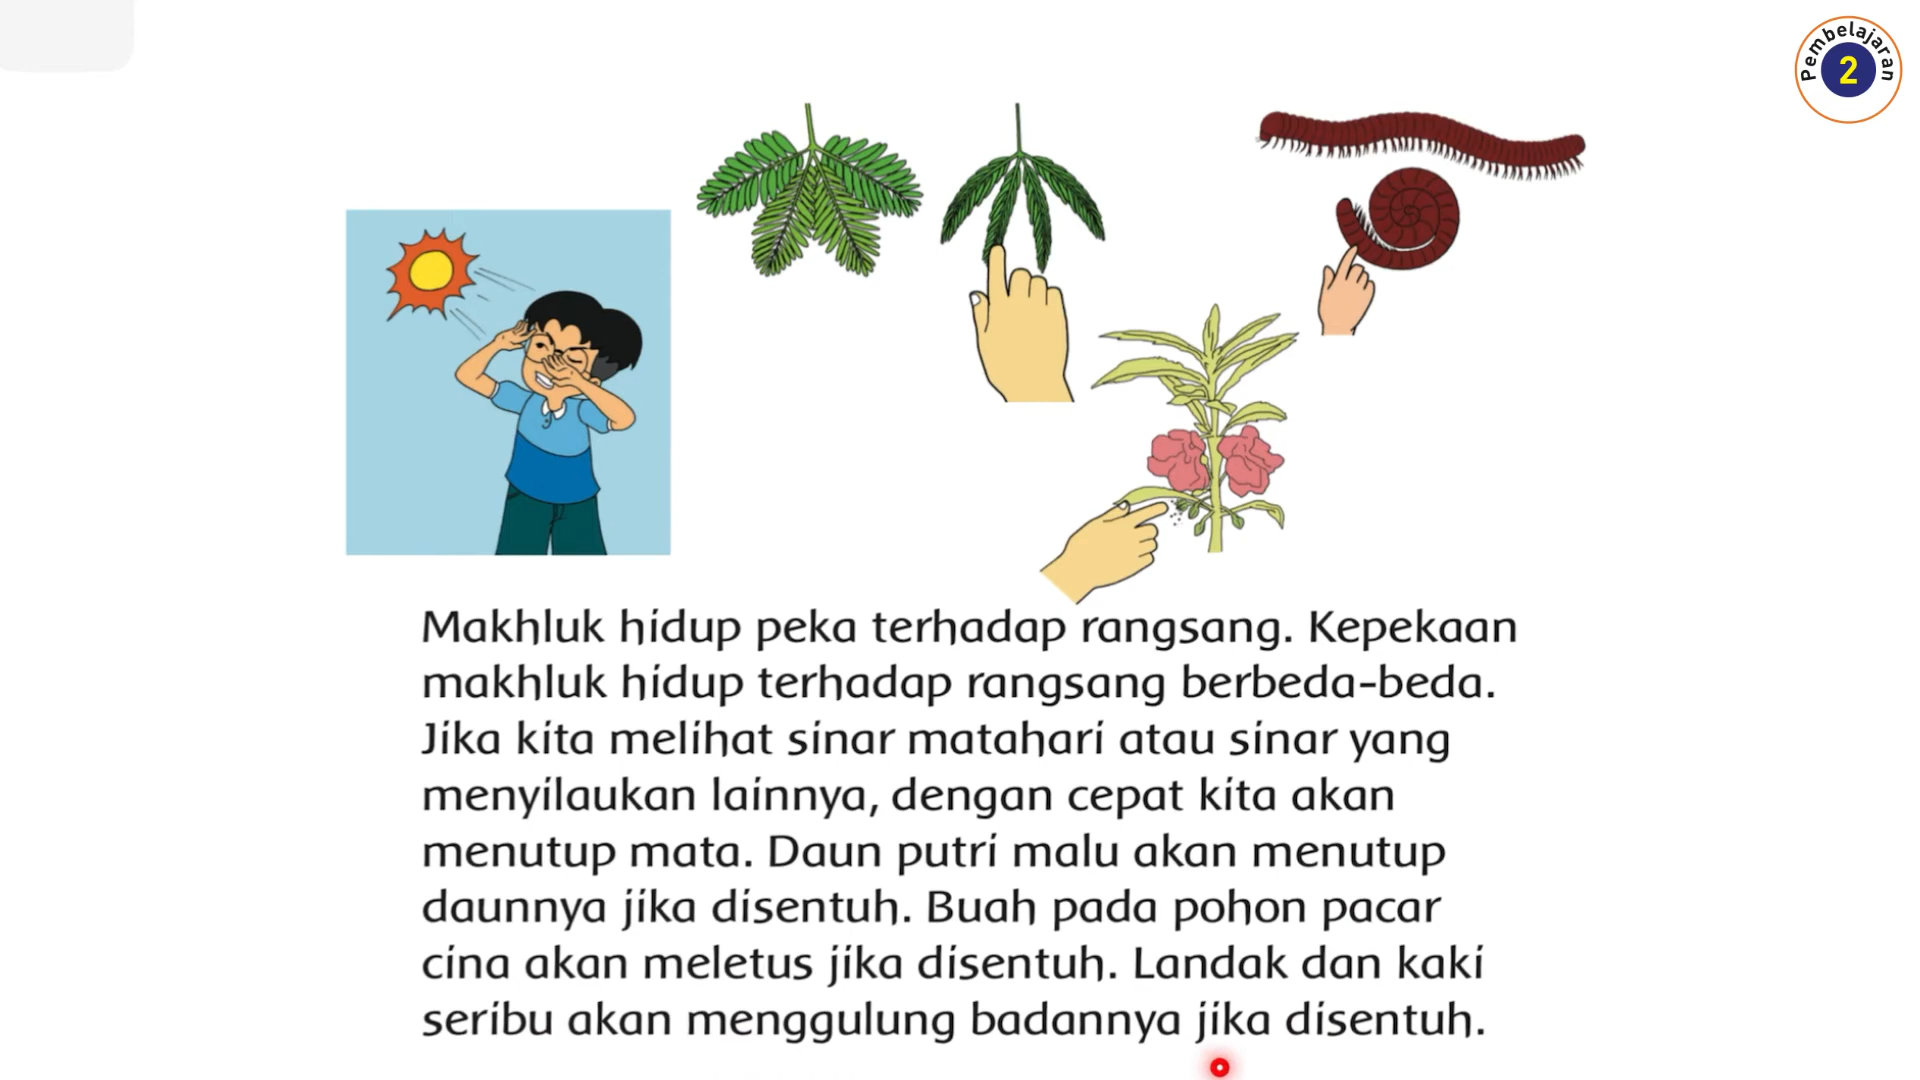 Pembelajaran
2
Makhluk hidup peka terhadap rangsang. Kepekaan
makhluk hidup terhadap rangsang berbeda-beda.
Jika kita melihat sinar matahari atau sinar yang
menyilaukan lainnya, dengan cepat kita akan
menutup mata. Daun putri malu akan menutup
daunnya jika disentuh. Buah pada pohon pacar
cina akan meletus jika disentuh. Landak dan kaki
seribu akan menggulung badannya jika disentuh.